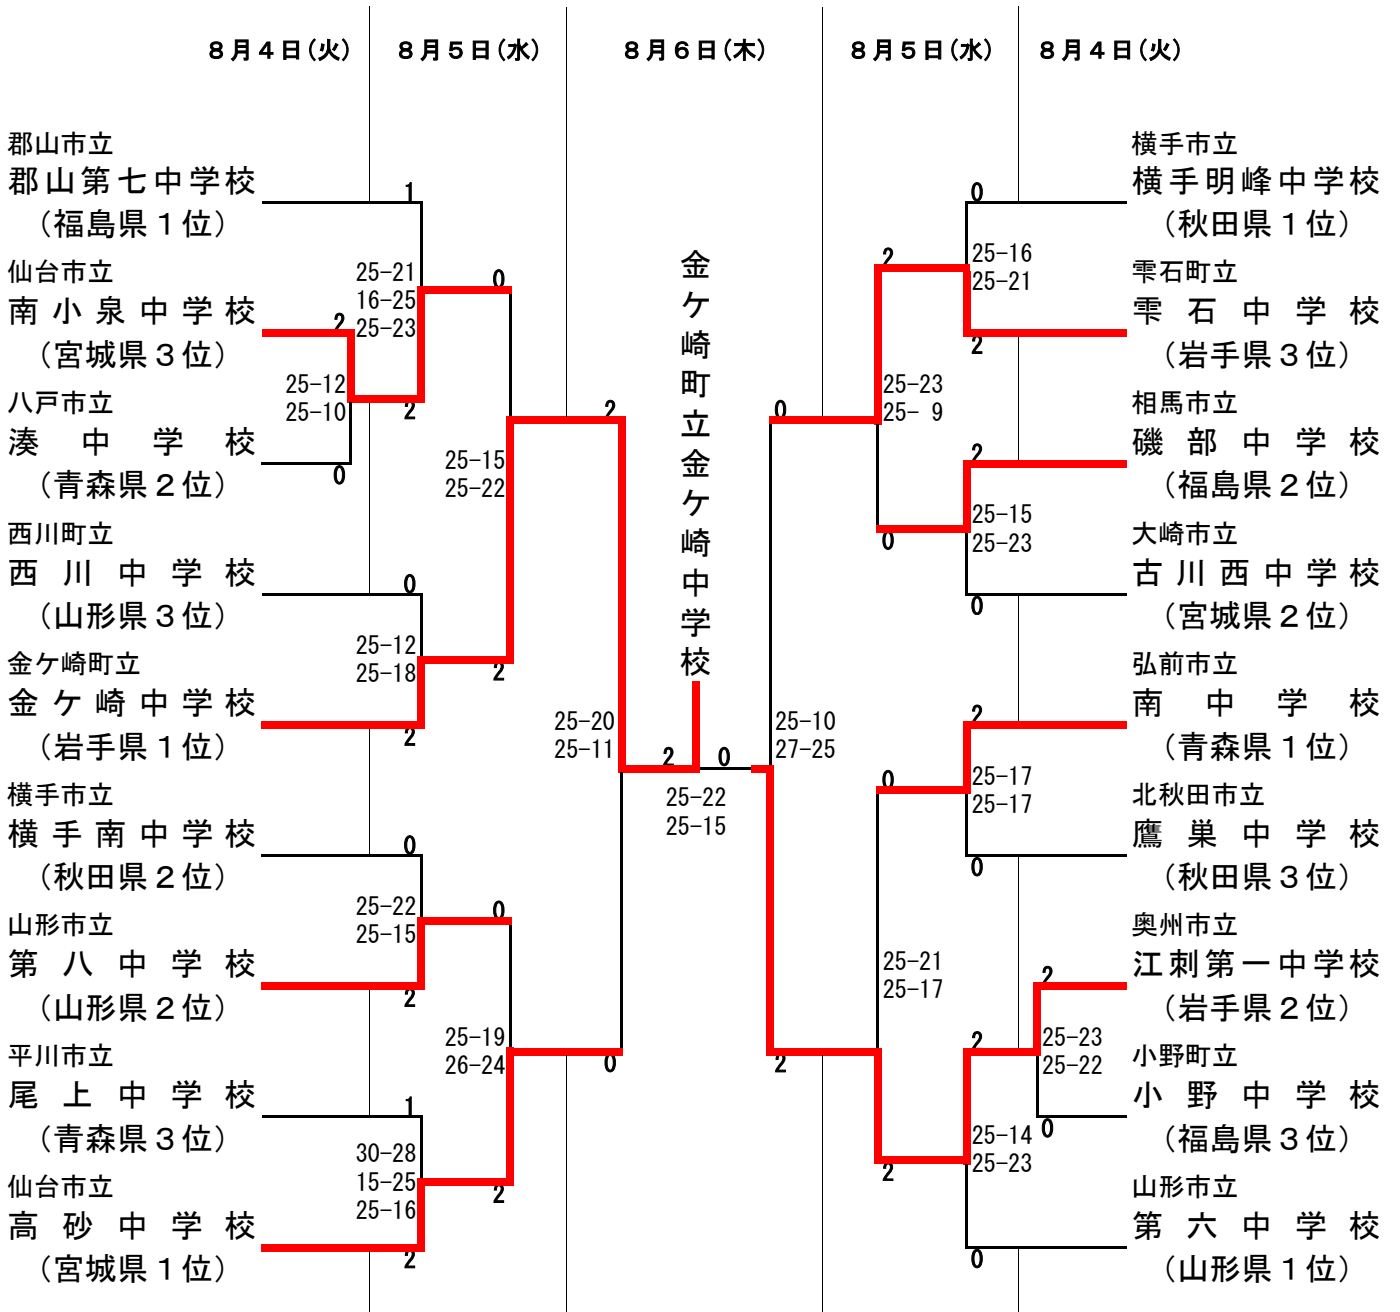 8月4日(火) 8月5日(水) 8月6日(木) 8月5日(水) 8月4日(火)
郡山市立
郡山第七中学校
（福島県1位）
仙台市立
南小泉中学校
（宮城県3位）
八戸市立
湊中学校
（青森県2位）
西川町立
西川中学校
（山形県3位）
金ケ崎町立
金ケ崎中学校
（岩手県1位）
横手市立
横手南中学校
（秋田県2位）
山形市立
第八中学校
（山形県2位）
平川市立
尾上中学校
（青森県3位）
仙台市立
高砂中学校
（宮城県1位）
2
25-12
25-10
0
1
25-21
16-25
25-23
2
0
25-12
25-18
2
0
25-22
25-15
2
1
30-28
15-25
25-16
2
0
25-15
25-22
2
0
25-19
26-24
2
2
25-20
25-11
0
金ケ崎町立金ケ崎中学校
2 0
25-22
25-15
0
25-10
27-25
2
2
25-23
25- 9
0
0
25-21
25-17
2
0
25-16
25-21
2
2
25-15
25-23
0
2
25-17
25-17
0
2
25-14
25-23
0
2
25-23
25-22
0
横手市立
横手明峰中学校
（秋田県1位）
雫石町立
雫石中学校
（岩手県3位）
相馬市立
磯部中学校
（福島県2位）
大崎市立
古川西中学校
（宮城県2位）
弘前市立
南中学校
（青森県1位）
北秋田市立
鷹巣中学校
（秋田県3位）
奥州市立
江刺第一中学校
（岩手県2位）
小野町立
小野中学校
（福島県3位）
山形市立
第六中学校
（山形県1位）